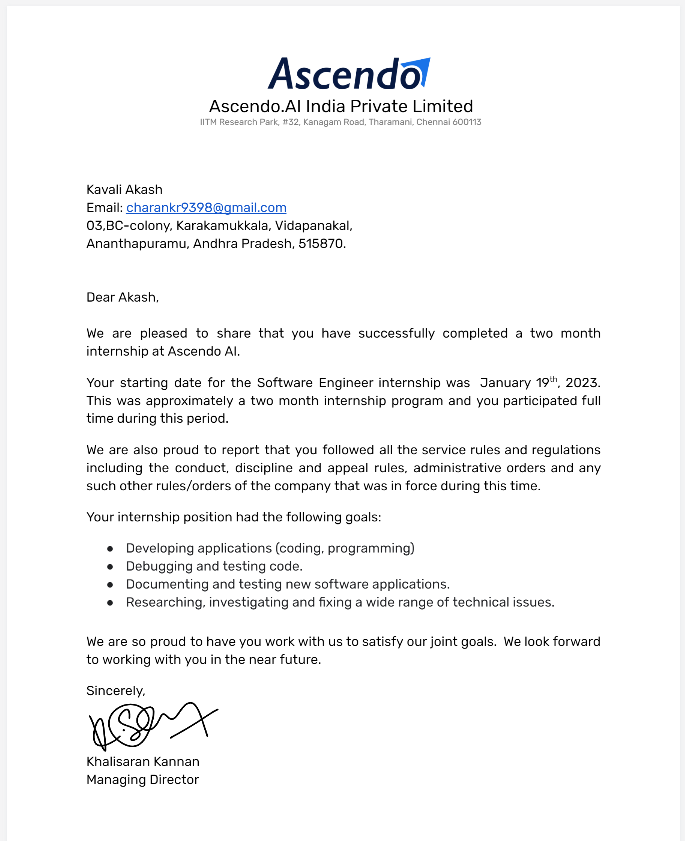 Ascendo
Ascendo.AI India Private Limited
IITM Research Park, #32, Kanagam Road, Tharamani, Chennai 600113
Kavali Akash
Email: charankr9398@gmail.com
03,BC-colony, Karakamukkala, Vidapanakal,
Ananthapuramu, Andhra Pradesh, 515870.
Dear Akash,
We are pleased to share that you have successfully completed a two month
internship at Ascendo AI.
Your starting date for the Software Engineer internship was January 19th, 2023.
This was approximately a two month internship program and you participated full
time during this period.
We are also proud to report that you followed all the service rules and regulations
including the conduct, discipline and appeal rules, administrative orders and any
such other rules/orders of the company that was in force during this time.
Your internship position had the following goals:
● Developing applications (coding, programming)
● Debugging and testing code.
● Documenting and testing new software applications.
● Researching, investigating and fixing a wide range of technical issues.
We are so proud to have you work with us to satisfy our joint goals. We look forward
to working with you in the near future.
Sincerely,
Khalisaran Kannan
Managing Director